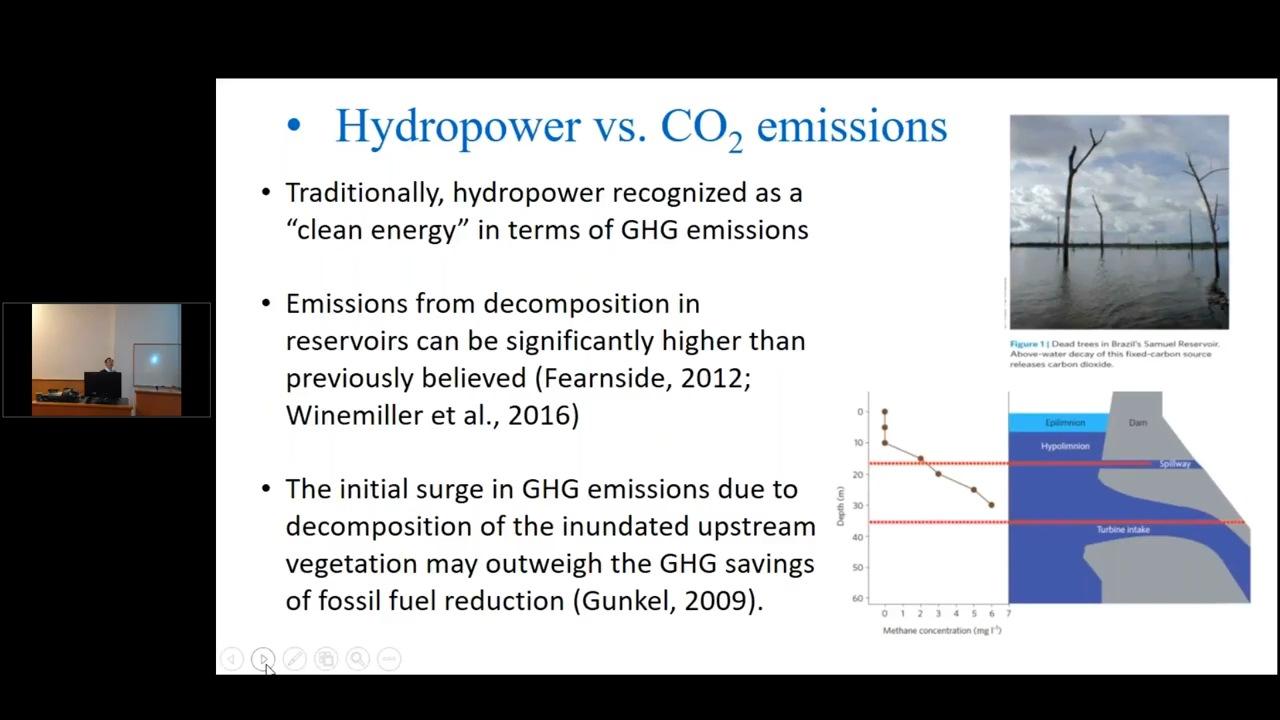 • Hydropower vs. CO₂ emissions
• Traditionally, hydropower recognized as a
“clean energy” in terms of GHG emissions
• Emissions from decomposition in
reservoirs can be significantly higher than
previously believed (Fearnside, 2012;
Winemiller et al., 2016)
• The initial surge in GHG emissions due to
decomposition of the inundated upstream
vegetation may outweigh the GHG savings
of fossil fuel reduction (Gunkel, 2009).
Figure 1 | Dead trees in Brazil's Samuel Reservoir.
Above-water decay of this fixed-carbon source
releases carbon dioxide.
0
10
20
30
40
50
60
Depth (m)
0 1 2 3 4 5 6 7
Methane concentration (mg l⁻¹)
Epilimnion
Dam
Hypolimnion
Spillway
Turbine intake